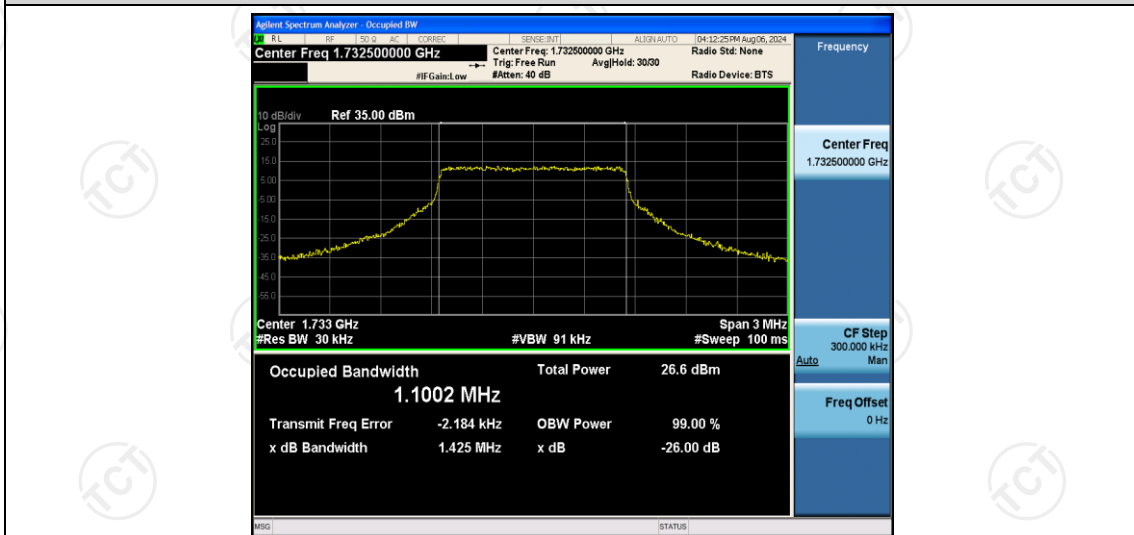 Agilent Spectrum Analyzer - Occupied BW
RL RF 50 Ω AC CORREC SENSE:INT ALIGN AUTO 04:12:25 PM Aug 06, 2024
Center Freq 1.732500000 GHz
Center Freq: 1.732500000 GHz
Radio Std: None
Trig: Free Run Avg|Hold: 30/30
#IFGain:Low
#Atten: 40 dB
Radio Device: BTS
Frequency
10 dB/div Ref 35.00 dBm
Log
25.0
15.0
5.00
-5.00
-15.0
-25.0
-35.0
-45.0
-55.0
Center Freq
1.732500000 GHz
Center 1.733 GHz
Span 3 MHz
#Res BW 30 kHz
#VBW 91 kHz
#Sweep 100 ms
CF Step
300.000 kHz
Auto Man
Occupied Bandwidth
1.1002 MHz
Total Power 26.6 dBm
Transmit Freq Error -2.184 kHz
OBW Power 99.00 %
x dB Bandwidth 1.425 MHz
x dB -26.00 dB
Freq Offset
0 Hz
MSG
STATUS
TCT
TCT
TCT
TCT